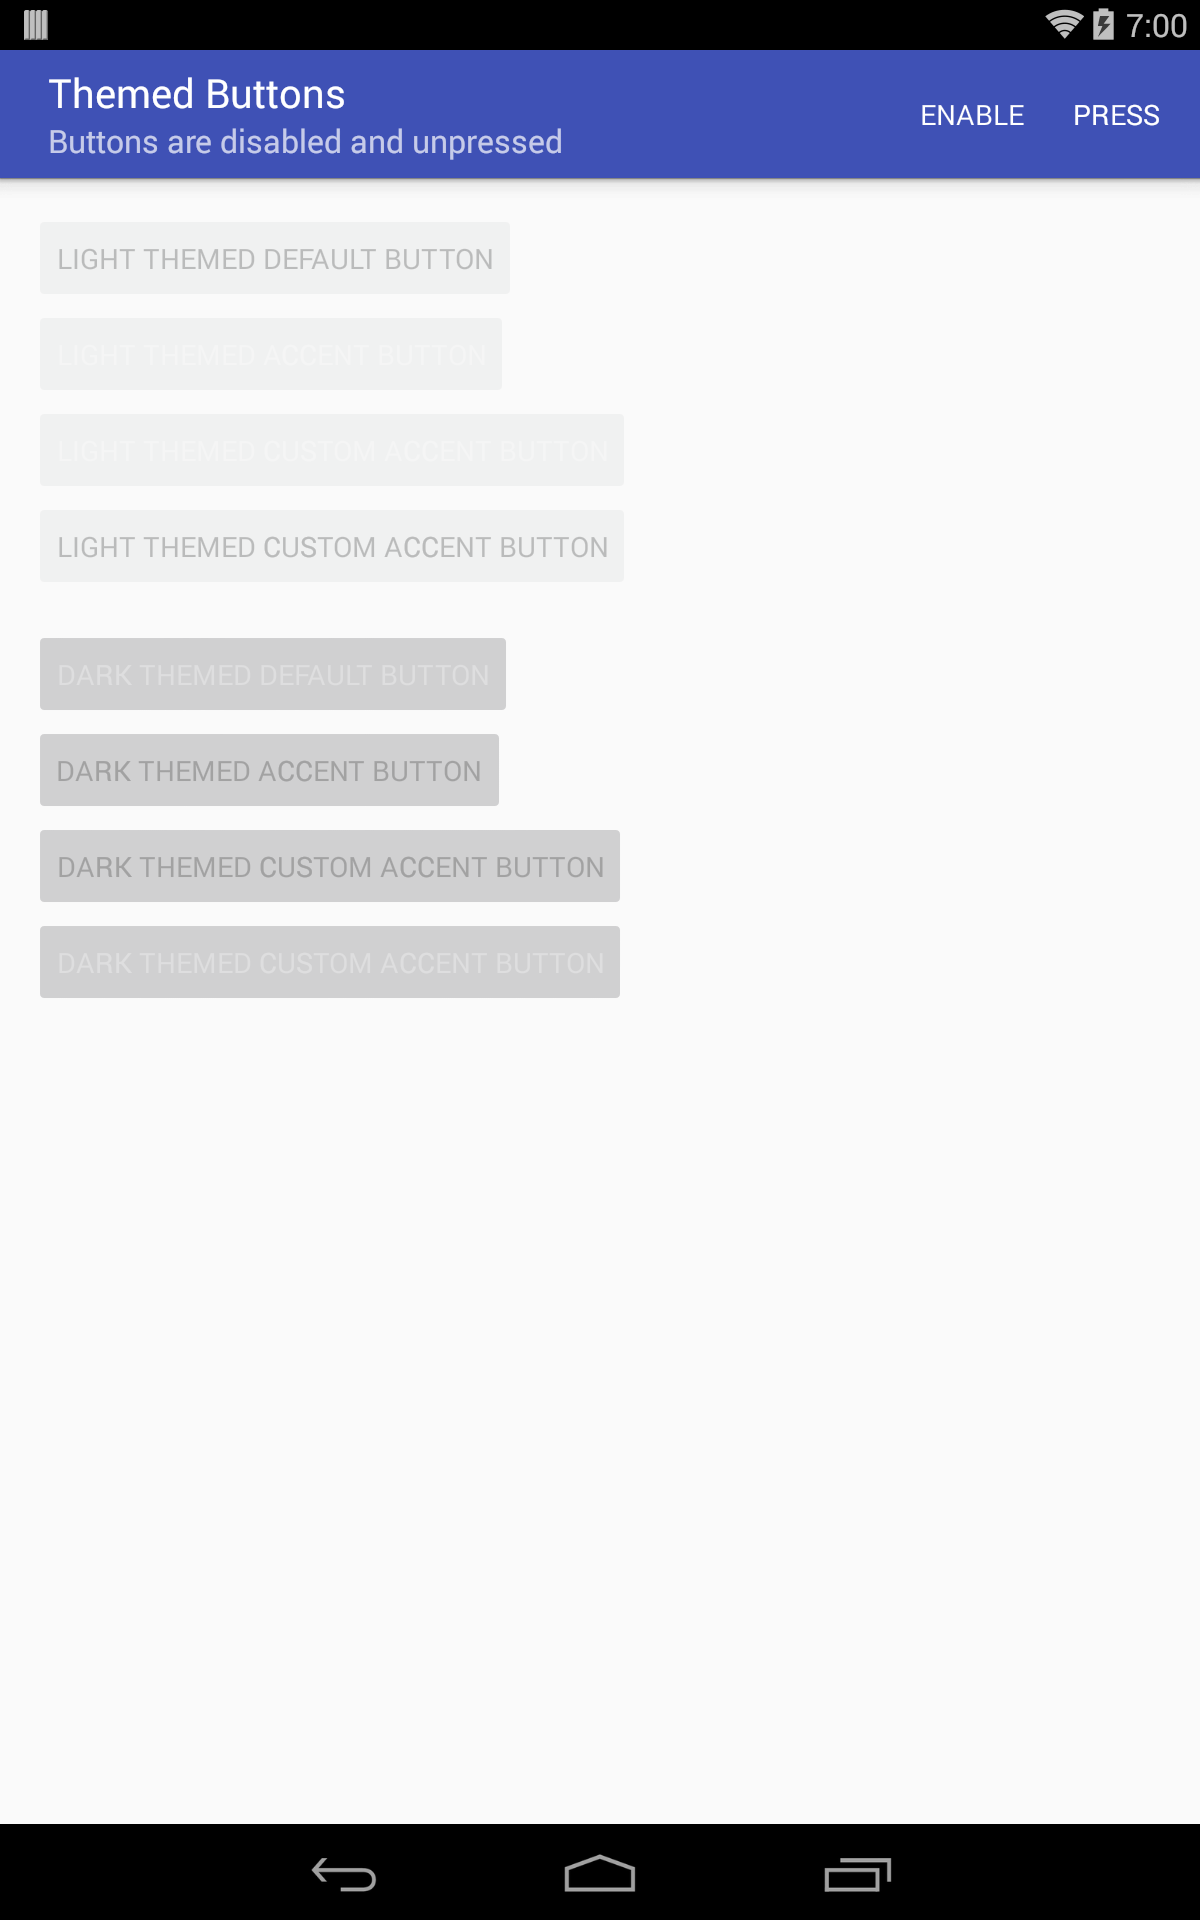 7:00
Themed Buttons
Buttons are disabled and unpressed
ENABLE PRESS
LIGHT THEMED DEFAULT BUTTON
LIGHT THEMED ACCENT BUTTON
LIGHT THEMED CUSTOM ACCENT BUTTON
LIGHT THEMED CUSTOM ACCENT BUTTON
DARK THEMED DEFAULT BUTTON
DARK THEMED ACCENT BUTTON
DARK THEMED CUSTOM ACCENT BUTTON
DARK THEMED CUSTOM ACCENT BUTTON